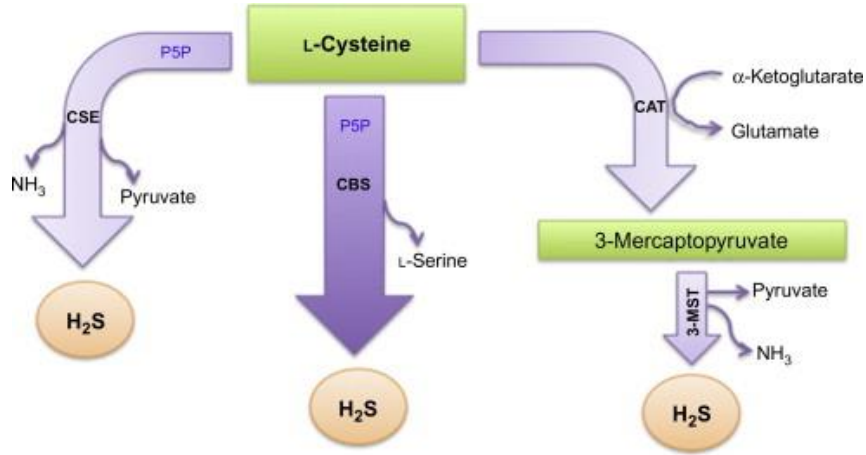 P5P
L-Cysteine
CSE
NH₃
Pyruvate
H₂S
P5P
CBS
L-Serine
H₂S
CAT
α-Ketoglutarate
Glutamate
3-Mercaptopyruvate
3-MST
Pyruvate
NH₃
H₂S